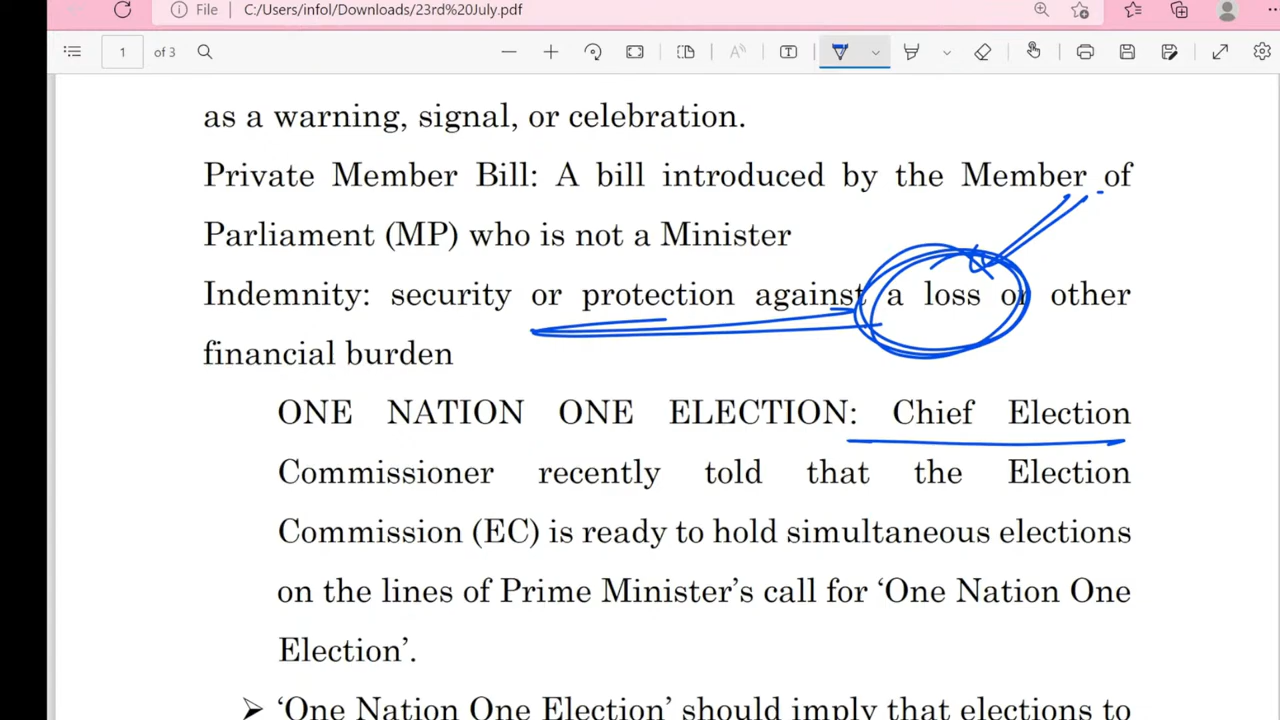 File C:/Users/infol/Downloads/23rd%20July.pdf
1 of 3
as a warning, signal, or celebration.
Private Member Bill: A bill introduced by the Member of
Parliament (MP) who is not a Minister
Indemnity: security or protection against a loss or other
financial burden
ONE NATION ONE ELECTION: Chief Election
Commissioner recently told that the Election
Commission (EC) is ready to hold simultaneous elections
on the lines of Prime Minister’s call for ‘One Nation One
Election’.
‘One Nation One Election’ should imply that elections to